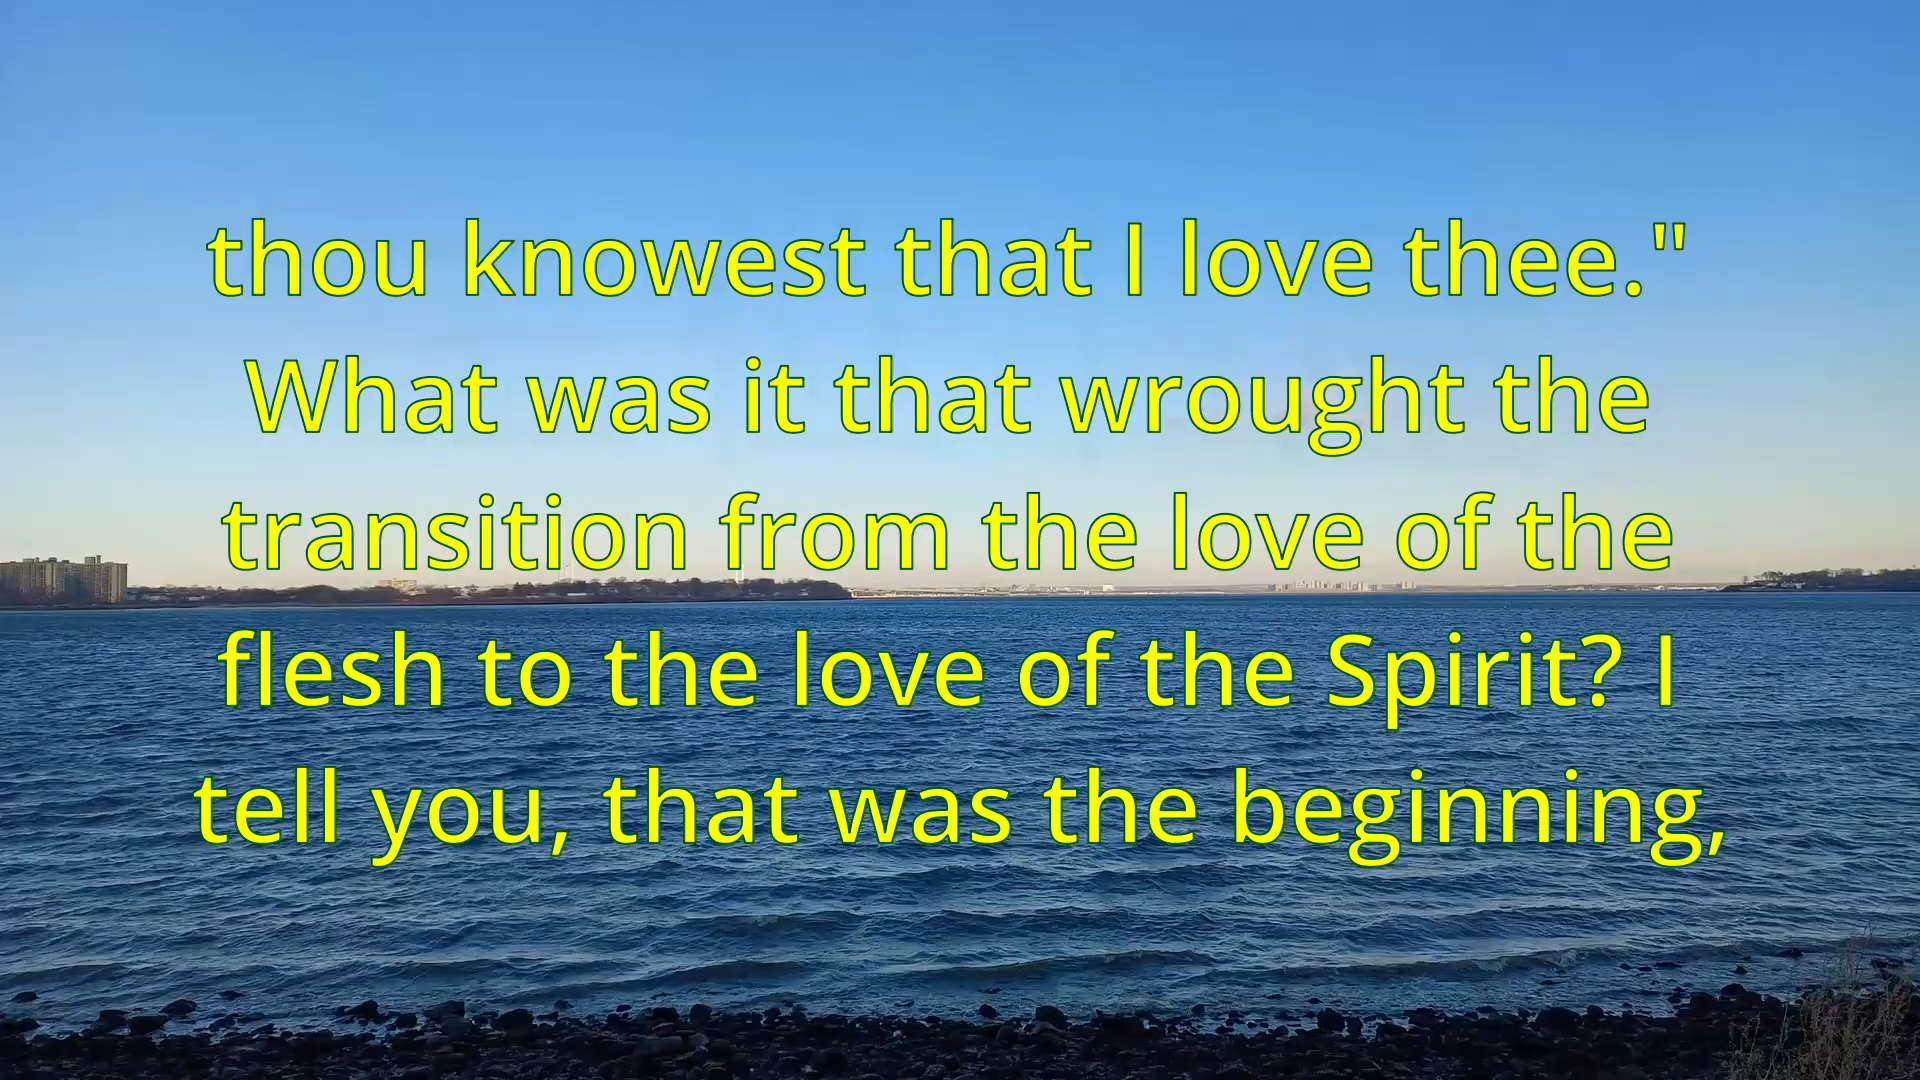 thou knowest that I love thee."
What was it that wrought the
transition from the love of the
flesh to the love of the Spirit? I
tell you, that was the beginning,